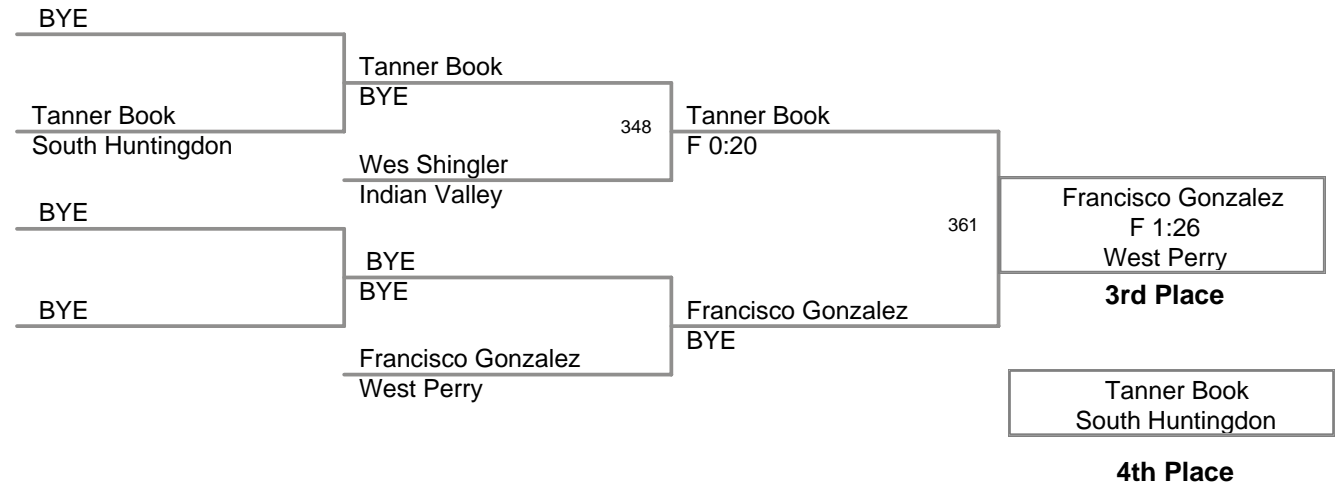 BYE
Tanner Book
BYE
Tanner Book
South Huntingdon
348
Tanner Book
F 0:20
Wes Shingler
Indian Valley
BYE
361
Francisco Gonzalez
F 1:26
West Perry
3rd Place
BYE
BYE
BYE
Francisco Gonzalez
BYE
Francisco Gonzalez
West Perry
Tanner Book
South Huntingdon
4th Place